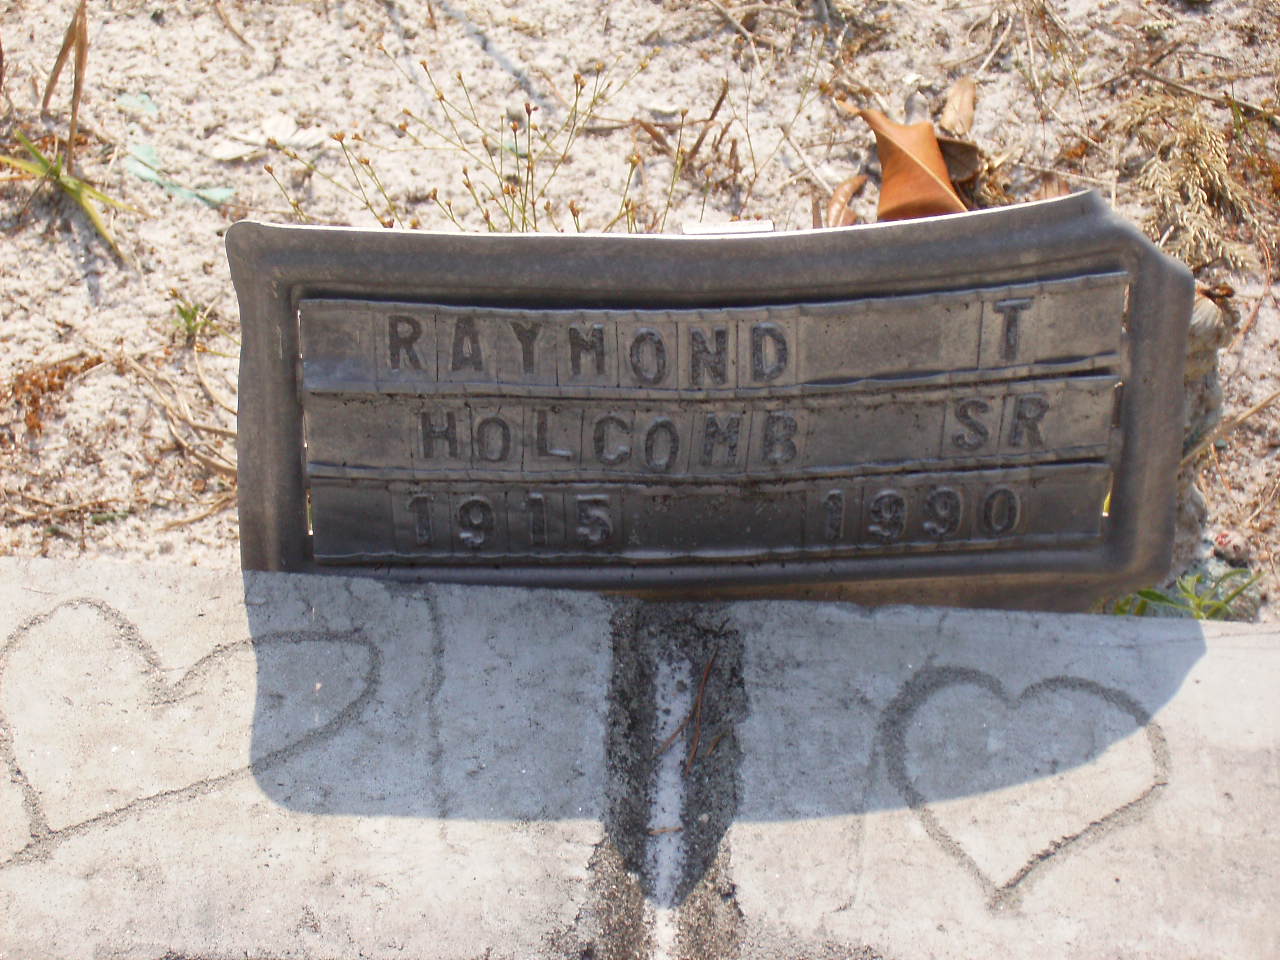 RAYMOND T
HOLCOMB SR
1915 1990